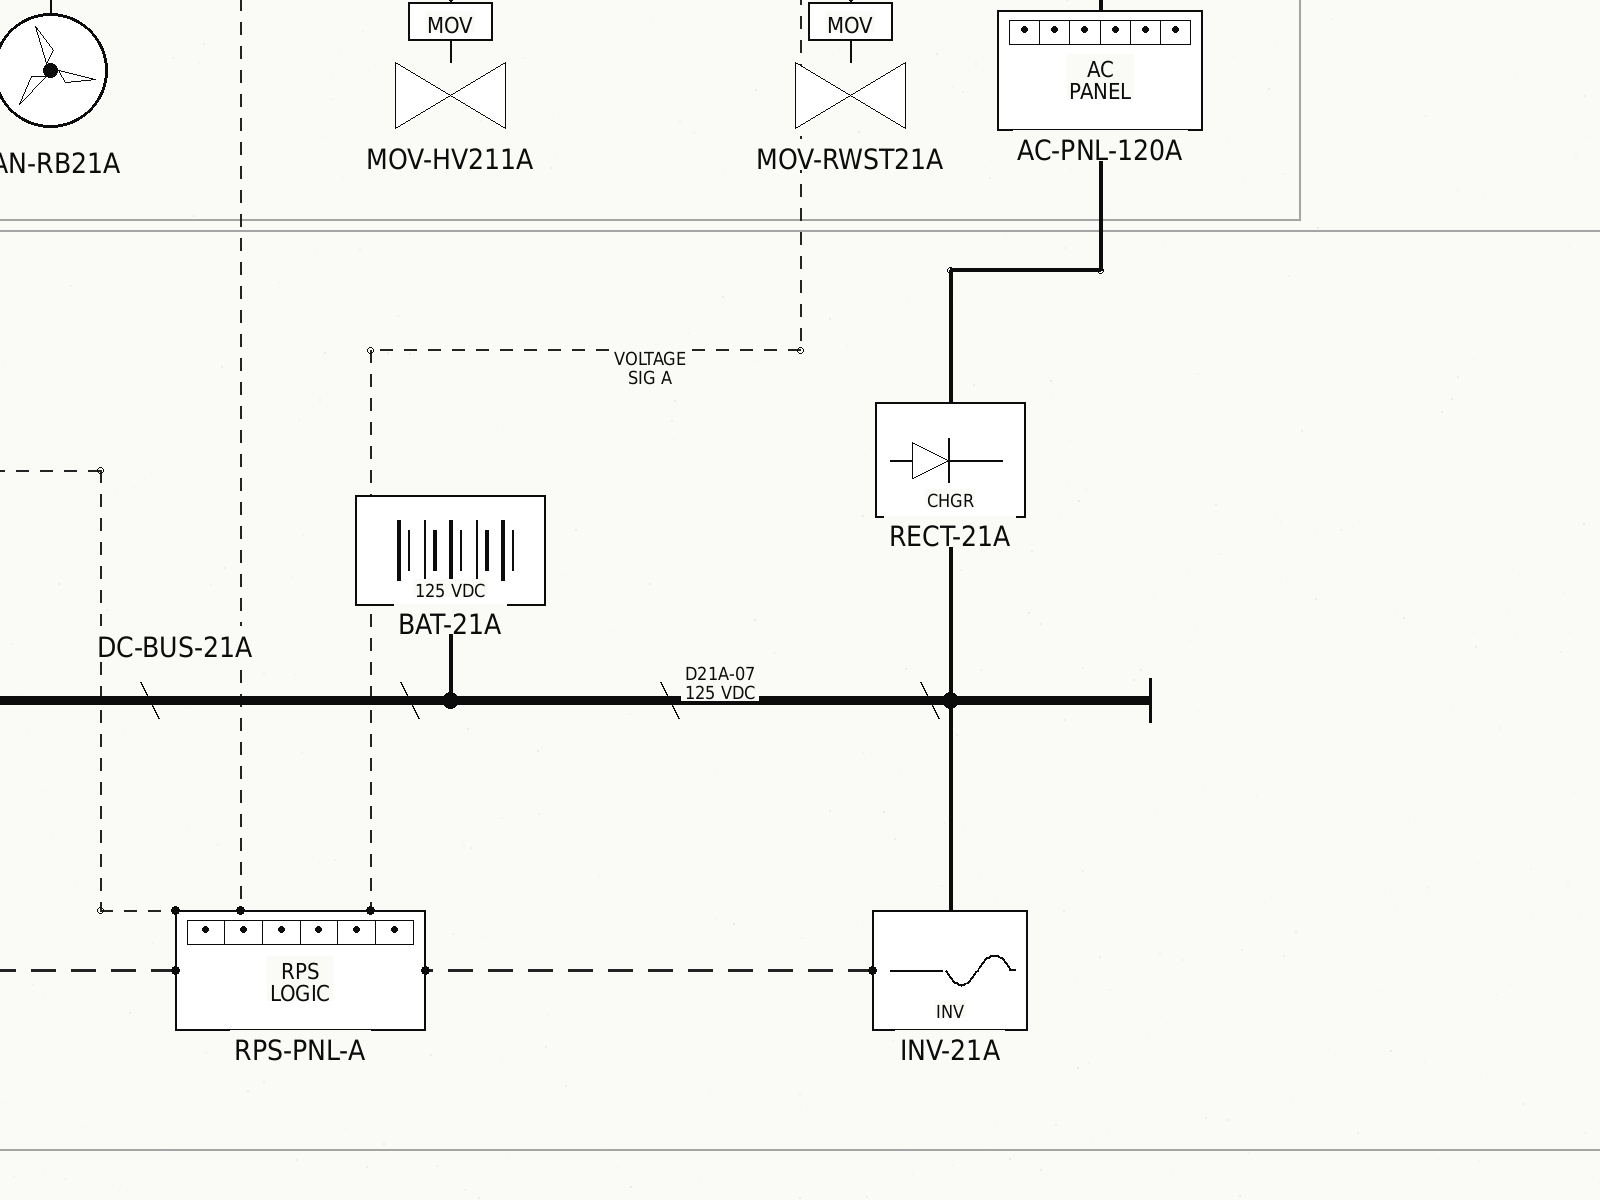 MOV
MOV
AC
PANEL
AN-RB21A
MOV-HV211A
MOV-RWST21A
AC-PNL-120A
VOLTAGE
SIG A
CHGR
RECT-21A
125 VDC
BAT-21A
DC-BUS-21A
D21A-07
125 VDC
RPS
LOGIC
INV
RPS-PNL-A
INV-21A